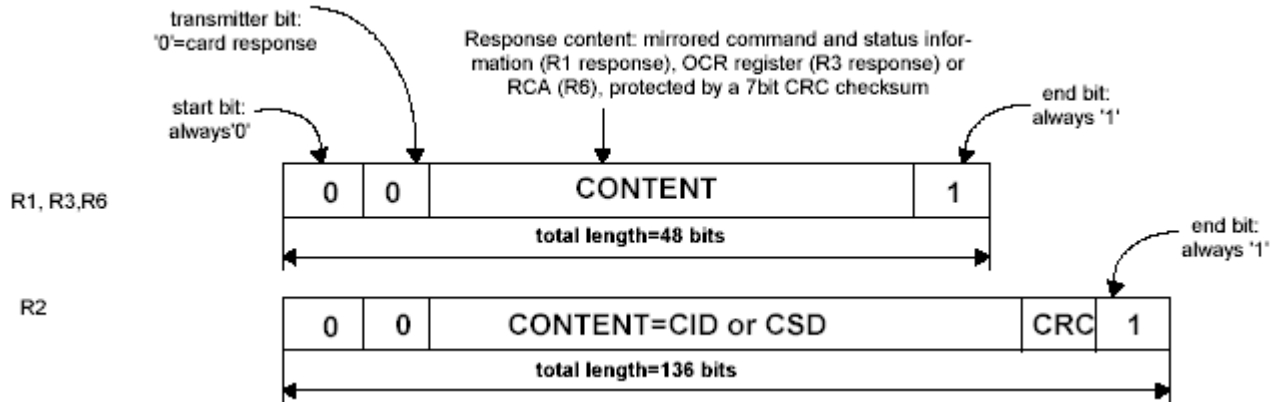 transmitter bit:
'0'=card response
Response content: mirrored command and status infor-
mation (R1 response), OCR register (R3 response) or
RCA (R6), protected by a 7bit CRC checksum
start bit:
always'0'
end bit:
always '1'
R1, R3,R6
0 0 CONTENT 1
total length=48 bits
end bit:
always '1'
R2
0 0 CONTENT=CID or CSD CRC 1
total length=136 bits